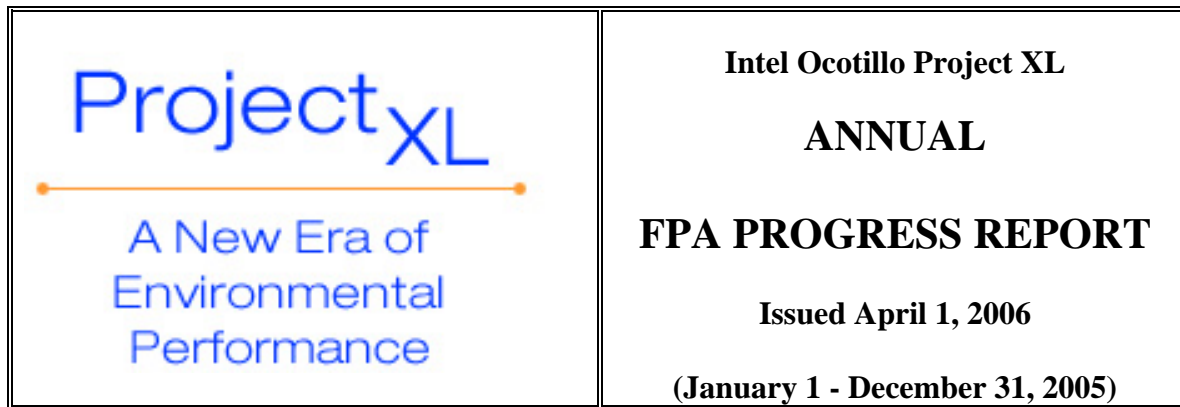 Project XL
A New Era of
Environmental
Performance
Intel Ocotillo Project XL
ANNUAL
FPA PROGRESS REPORT
Issued April 1, 2006
(January 1 - December 31, 2005)